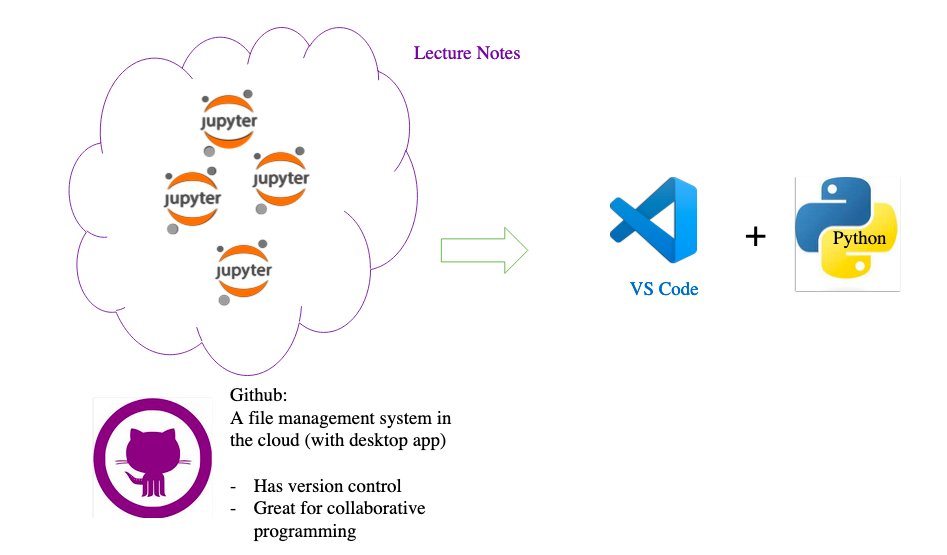 Lecture Notes
jupyter
jupyter
jupyter
jupyter
Python
VS Code
+
Github:
A file management system in
the cloud (with desktop app)
- Has version control
- Great for collaborative
programming